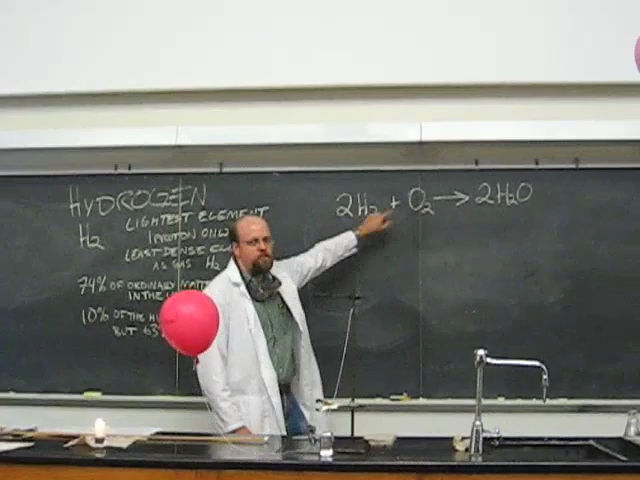 HYDROGEN
LIGHTEST ELEMENT
H2
1 PROTON ONLY
LEAST DENSE
AS GAS H2
74% OF ORDINARY
IN THE
10% OF THE
BUT 63
2H2 + O2 → 2H2O